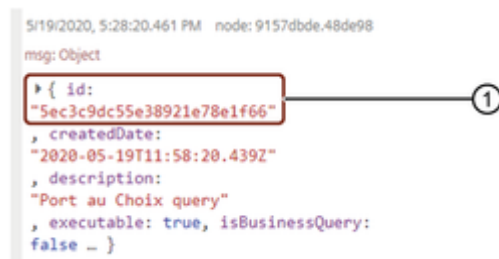 5/19/2020, 5:28:20.461 PM node: 9157dbde.48de98
msg: Object
{ id:
"5ec3c9dc55e38921e78e1f66"
1
, createdDate:
"2020-05-19T11:58:20.439Z"
, description:
"Port au Choix query"
, executable: true, isBusinessQuery:
false … }